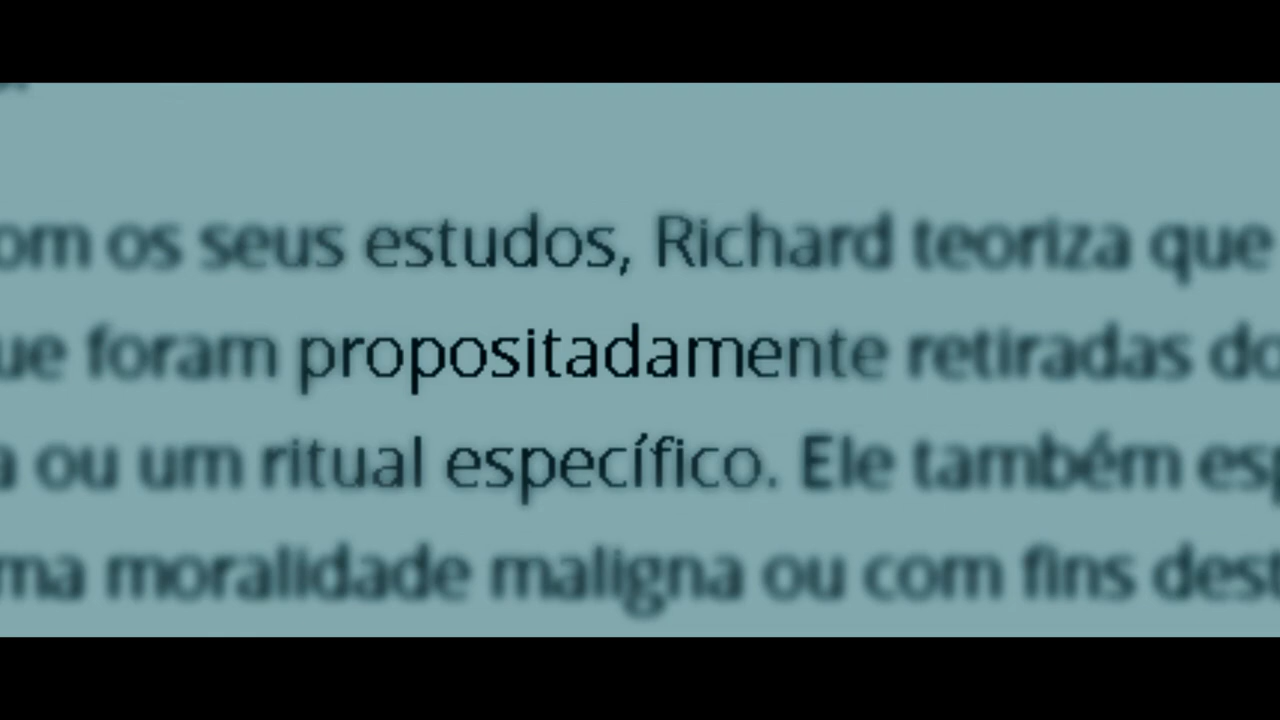 om os seus estudos, Richard teoriza que
ue foram propositadamente retiradas do
a ou um ritual específico. Ele também esp
ma moralidade maligna ou com fins dest